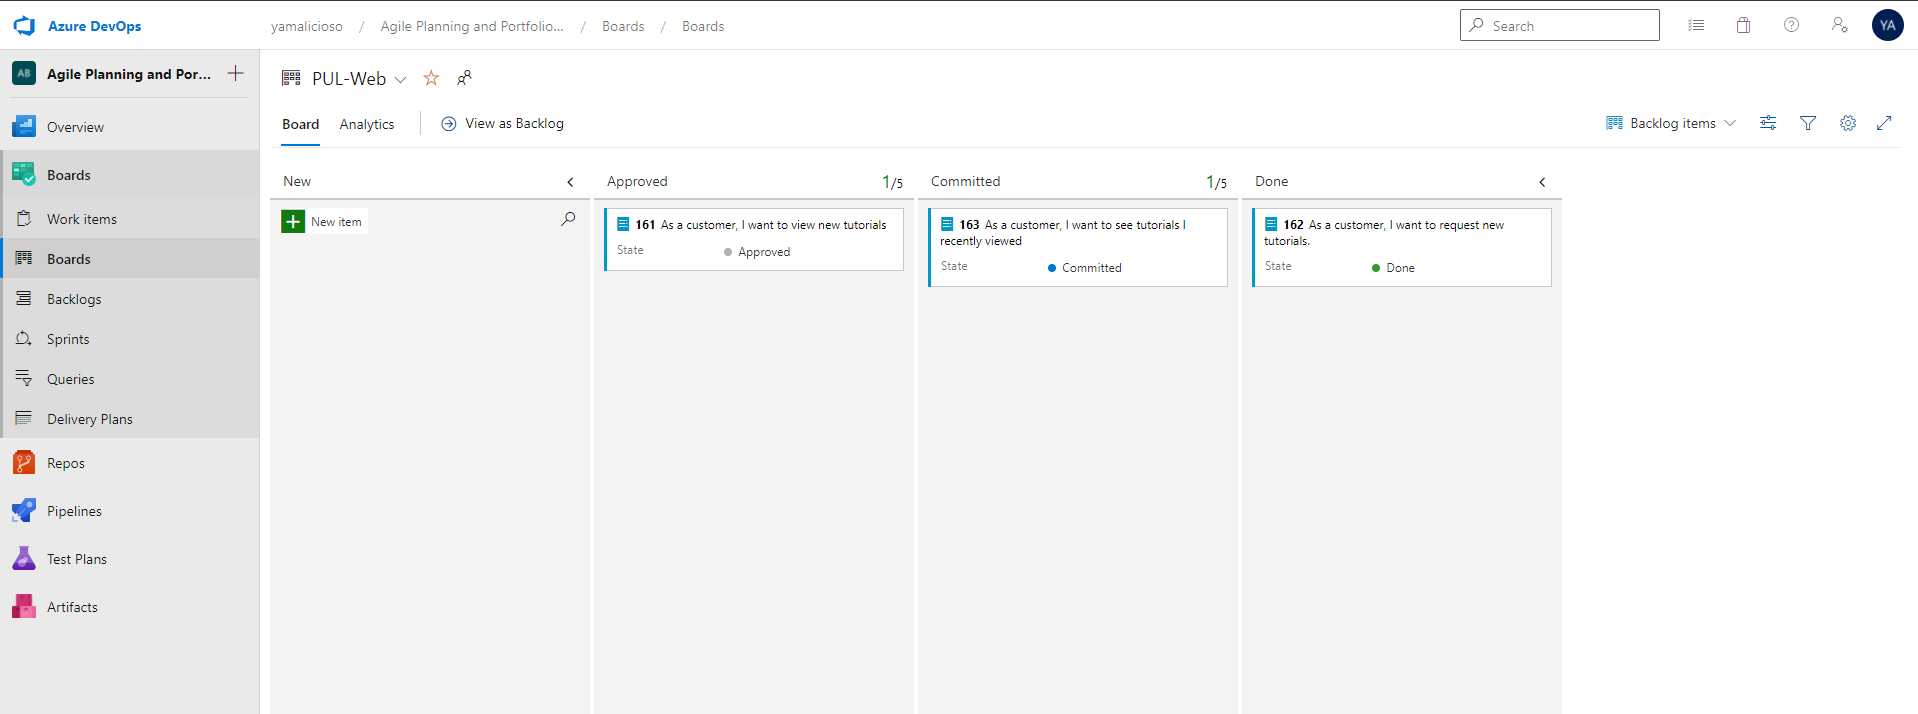 Azure DevOps
yamalicioso / Agile Planning and Portfolio... / Boards / Boards
Search
YA
AB Agile Planning and Por...
Overview
Boards
Work items
Boards
Backlogs
Sprints
Queries
Delivery Plans
Repos
Pipelines
Test Plans
Artifacts
PUL-Web
Board Analytics View as Backlog
Backlog items
New
New item
Approved 1/5
161 As a customer, I want to view new tutorials
State Approved
Committed 1/5
163 As a customer, I want to see tutorials I
recently viewed
State Committed
Done
162 As a customer, I want to request new
tutorials.
State Done